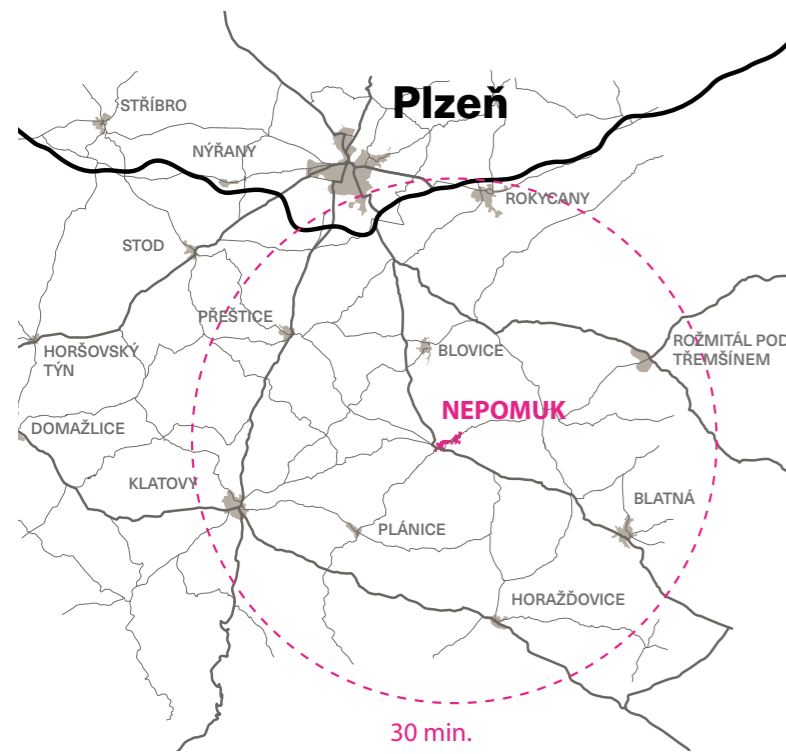 Plzeň
STŘÍBRO
NÝŘANY
ROKYCANY
STOD
PŘEŠTICE
HORŠOVSKÝ
TÝN
BLOVICE
ROŽMITÁL POD
TŘEMŠÍNEM
NEPOMUK
DOMAŽLICE
KLATOVY
BLATNÁ
PLÁNICE
HORAŽĎOVICE
30 min.